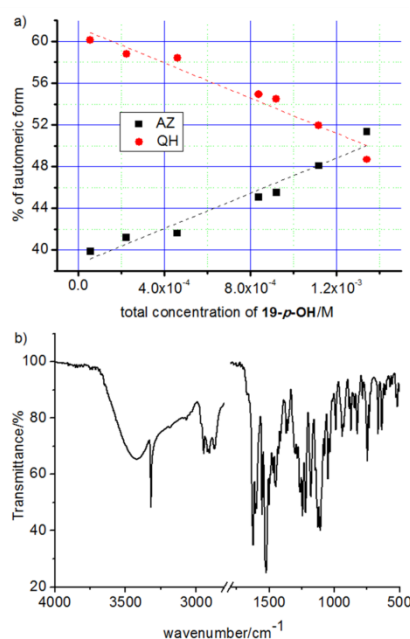 a)
60
56
52
48
44
40
% of tautomeric form
AZ
QH
0.0
4.0x10⁻⁴
8.0x10⁻⁴
1.2x10⁻³
total concentration of 19-p-OH/M
b)
100
80
60
40
20
Transmittance/%
4000
3500
3000
1500
1000
500
wavenumber/cm⁻¹